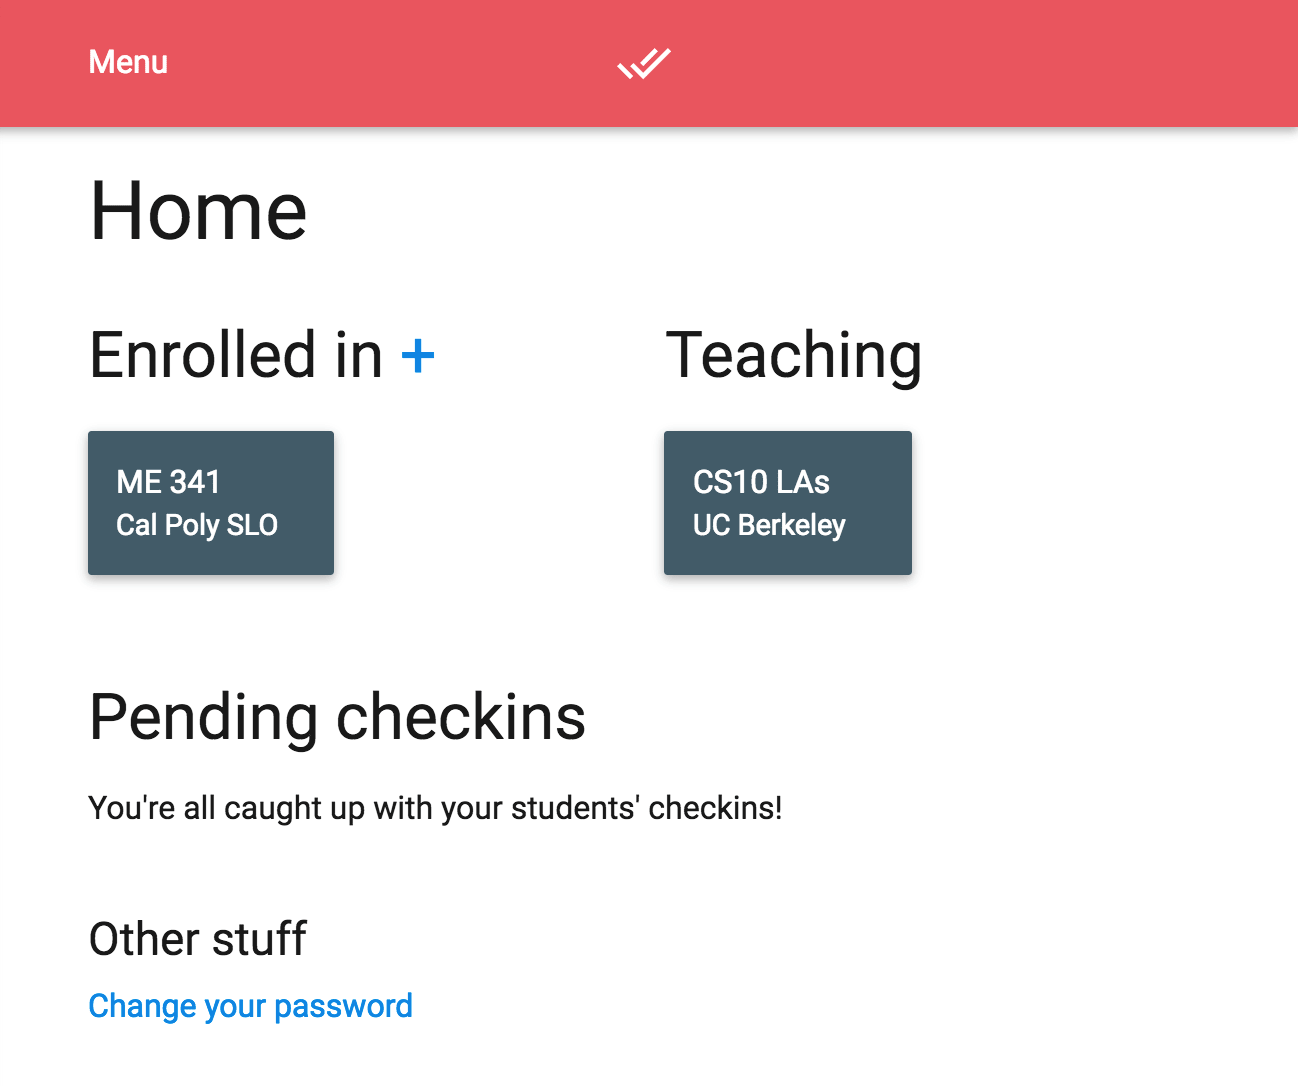 Menu
Home
Enrolled in +
ME 341
Cal Poly SLO
Teaching
CS10 LAs
UC Berkeley
Pending checkins
You're all caught up with your students' checkins!
Other stuff
Change your password